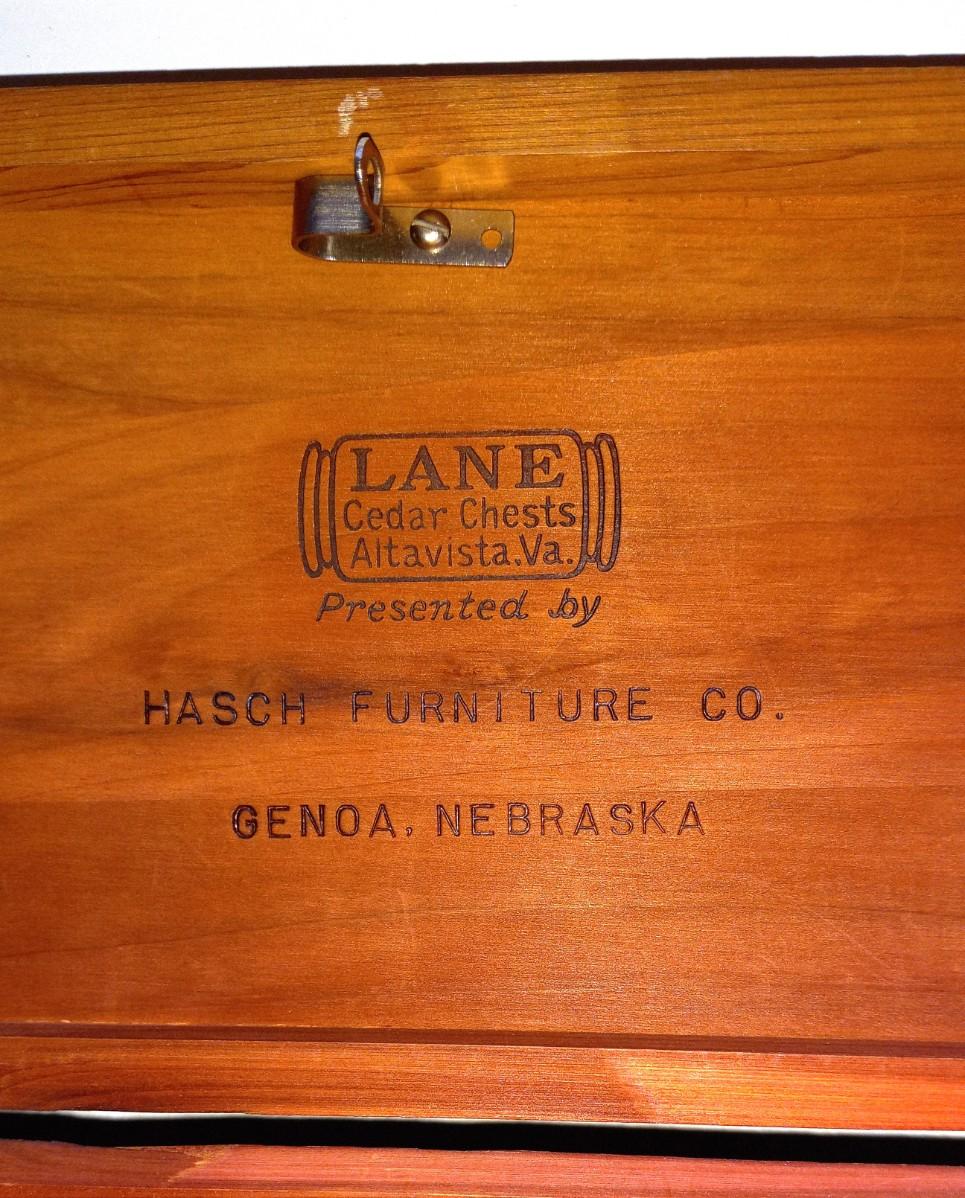 LANE
Cedar Chests
Altavista.Va.
Presented by
HASCH FURNITURE CO.
GENOA, NEBRASKA